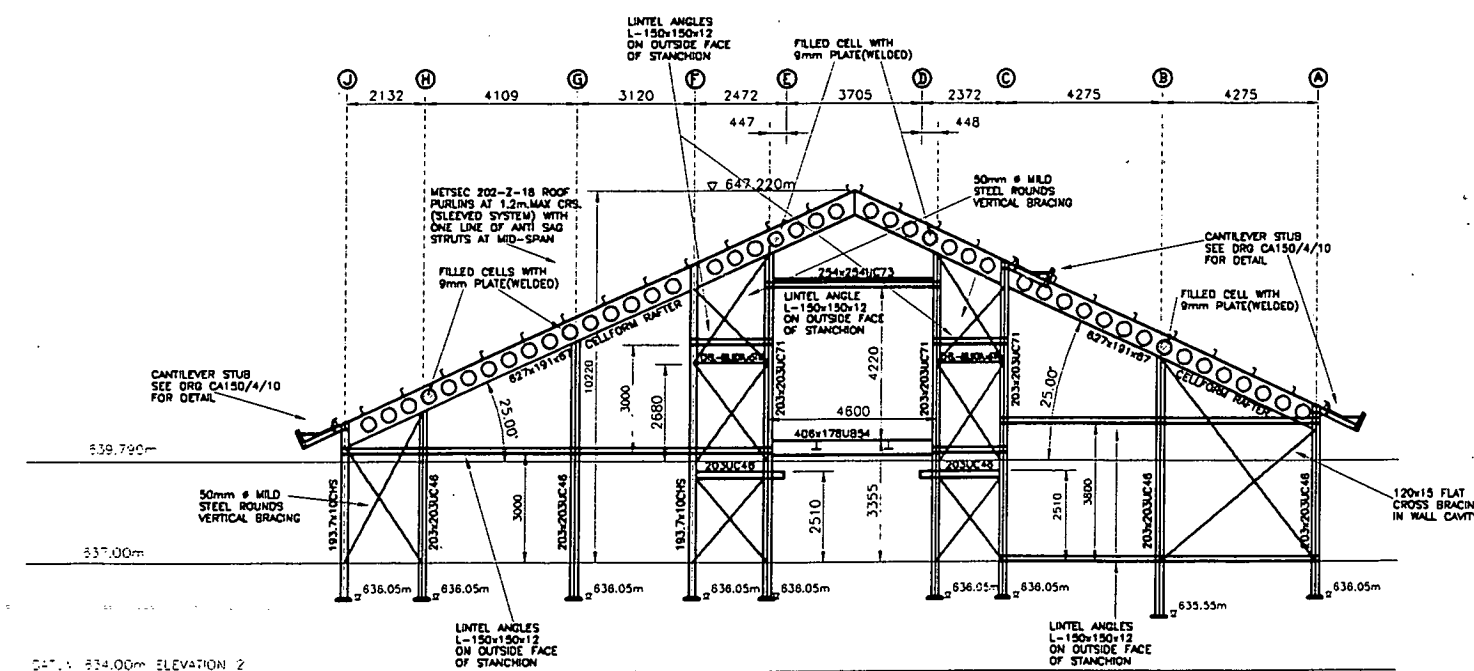 LINTEL ANGLES
L-150x150x12
ON OUTSIDE FACE
OF STANCHION
FILLED CELL WITH
9mm PLATE(WELDED)
J H G F E D C B A
2132 4109 3120 2472 3705 2372 4275 4275
447 448
647.220m
METSEC 202-Z-18 ROOF
PURLINS AT 1.2m.MAX CRS.
(SLEEVED SYSTEM) WITH
ONE LINE OF ANTI SAG
STRUTS AT MID-SPAN
50mm ø MILD
STEEL ROUNDS
VERTICAL BRACING
CANTILEVER STUB
SEE DRG CA150/4/10
FOR DETAIL
FILLED CELLS WITH
9mm PLATE(WELDED)
254x254UC73
LINTEL ANGLE
L-150x150x12
ON OUTSIDE FACE
OF STANCHION
FILLED CELL WITH
9mm PLATE(WELDED)
627x191x67 CELLFORM RAFTER
627x191x67 CELLFORM RAFTER
CANTILEVER STUB
SEE DRG CA150/4/10
FOR DETAIL
25.00°
10220
3000
2680
203x203UC71
4220
203x203UC71
203x203UC71
25.00°
4600
406x178UB54
639.790m
203UC46
203UC46
50mm ø MILD
STEEL ROUNDS
VERTICAL BRACING
193.7x10CHS
203x203UC46
3000
203x203UC46
193.7x10CHS
2510
3355
2510
3800
203x203UC46
203x203UC46
120x15 FLAT
CROSS BRACIN
IN WALL CAVIT
637.00m
636.05m 636.05m 636.05m 636.05m 636.05m 636.05m 636.05m 635.55m 636.05m
LINTEL ANGLES
L-150x150x12
ON OUTSIDE FACE
OF STANCHION
LINTEL ANGLES
L-150x150x12
ON OUTSIDE FACE
OF STANCHION
634.00m ELEVATION 2